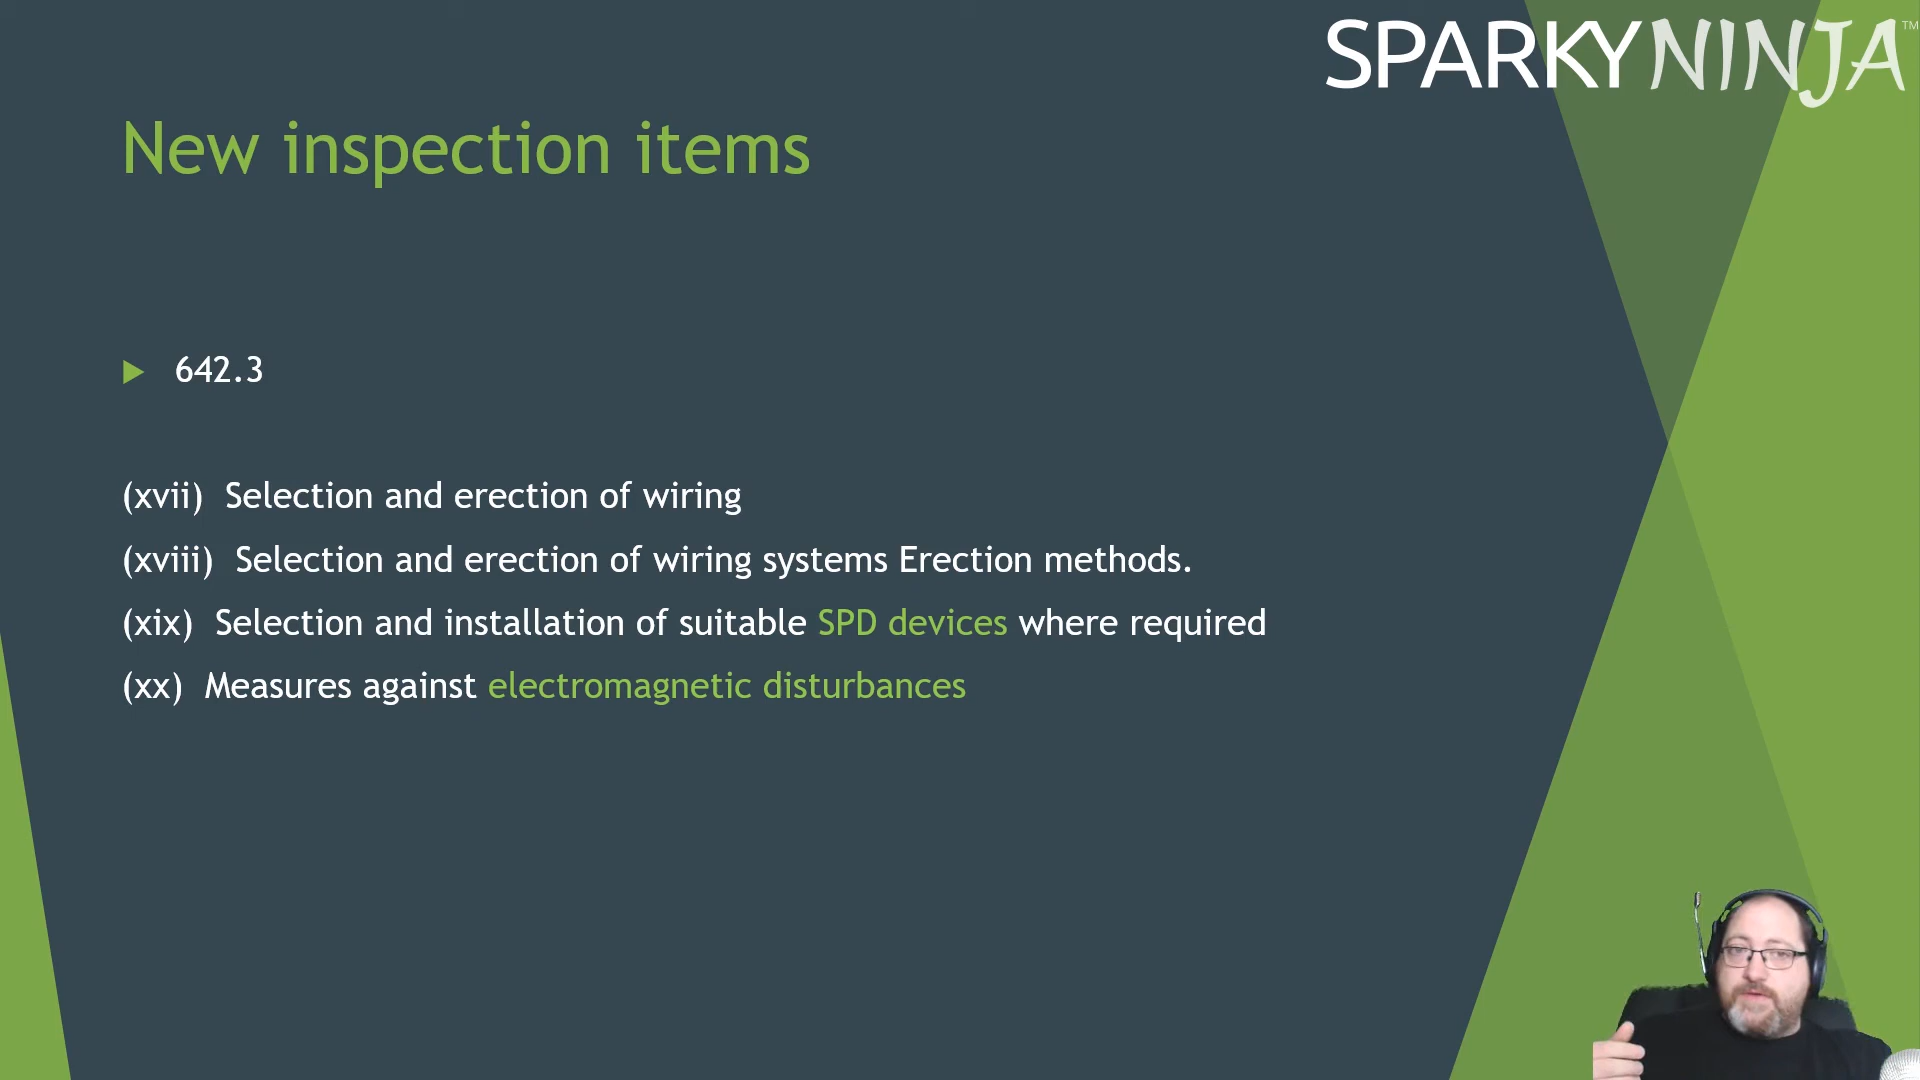 SPARKYNINJA™
New inspection items
642.3
(xvii) Selection and erection of wiring
(xviii) Selection and erection of wiring systems Erection methods.
(xix) Selection and installation of suitable SPD devices where required
(xx) Measures against electromagnetic disturbances